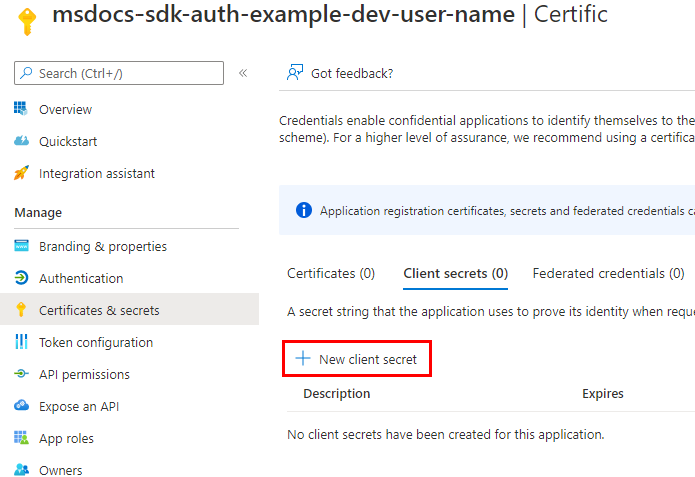 msdocs-sdk-auth-example-dev-user-name | Certific
Search (Ctrl+/)
«
Overview
Quickstart
Integration assistant
Manage
Branding & properties
Authentication
Certificates & secrets
Token configuration
API permissions
Expose an API
App roles
Owners
Got feedback?
Credentials enable confidential applications to identify themselves to the
scheme). For a higher level of assurance, we recommend using a certifica
Application registration certificates, secrets and federated credentials ca
Certificates (0) Client secrets (0) Federated credentials (0)
A secret string that the application uses to prove its identity when reque
New client secret
Description Expires
No client secrets have been created for this application.